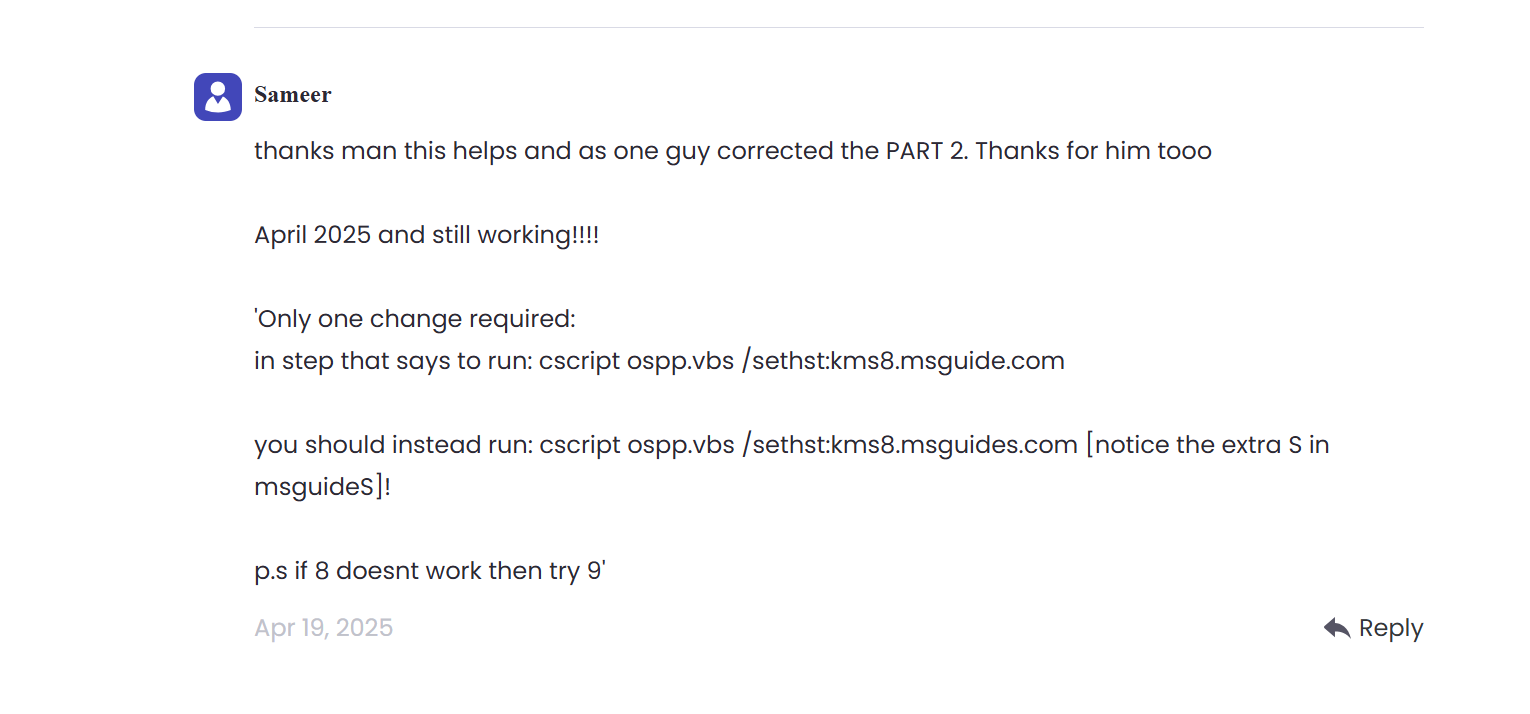 Sameer
thanks man this helps and as one guy corrected the PART 2. Thanks for him tooo
April 2025 and still working!!!!
'Only one change required:
in step that says to run: cscript ospp.vbs /sethst:kms8.msguide.com
you should instead run: cscript ospp.vbs /sethst:kms8.msguides.com [notice the extra S in
msguideS]!
p.s if 8 doesnt work then try 9'
Apr 19, 2025
Reply